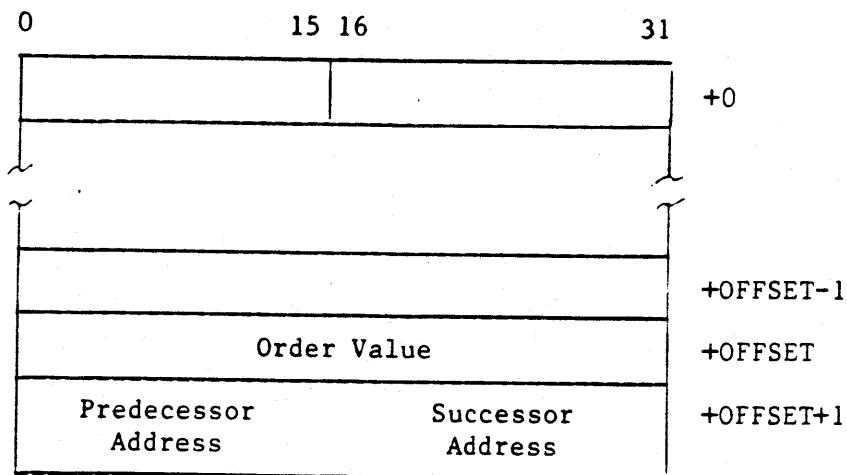 0 15 16 31
+0
+OFFSET-1
Order Value +OFFSET
Predecessor Successor +OFFSET+1
Address Address